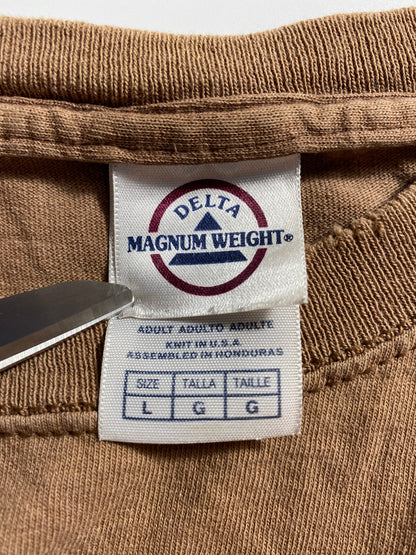 DELTA
MAGNUM WEIGHT®
ADULT ADULTO ADULTE
KNIT IN U.S.A
ASSEMBLED IN HONDURAS
SIZE TALLA TAILLE
L G G